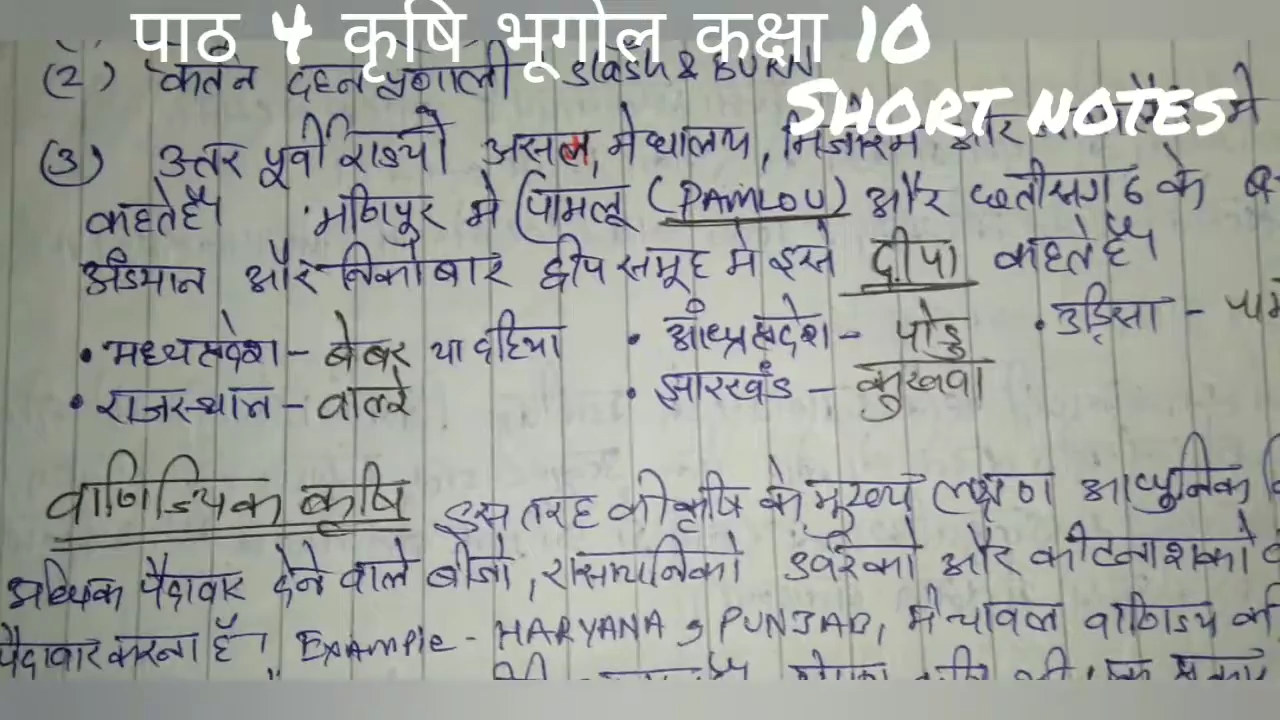 पाठ 4 कृषि भूगोल कक्षा 10
SHORT NOTES
(2) कर्तन दहन प्रणाली Slash & BURN
(3) उत्तर पूर्वी राज्यो असम, मेघालय, मिजोरम और में
कहते है। मणिपुर मे पामलू (PAMLOU) और छत्तीसगढ के
अंडमान और निकोबार द्वीप समूह मे इसे दीपा कहते है।
• मध्यप्रदेश - बेबर या दहिया • आंध्रप्रदेश - पोडु • उड़िसा -
• राजस्थान - वालरे • झारखंड - कुरुवा
वाणिज्यिक कृषि इस तरह की कृषि के मुख्य लक्षण आधुनिक
अधिक पैदावार देने वाले बीजो, रासायनिको उर्वरको और कीटनाशको
पैदावार करना है। Example - HARYANA, PUNJAB, मे चावल वाणिज्य